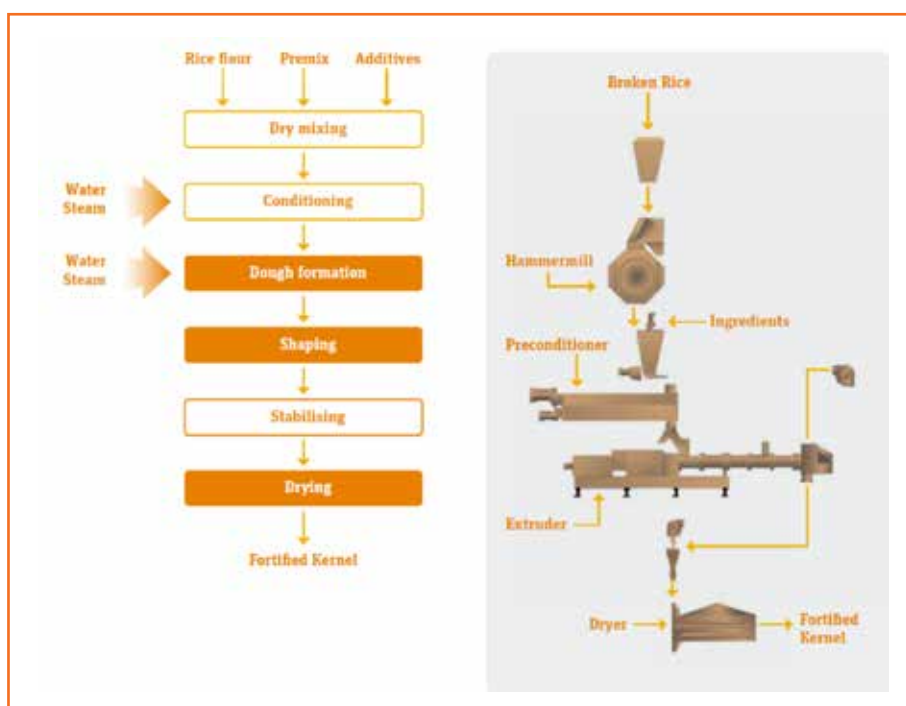 Rice flour
Premix
Additives
Dry mixing
Water
Steam
Conditioning
Water
Steam
Dough formation
Shaping
Stabilising
Drying
Fortified Kernel
Broken Rice
Hammermill
Ingredients
Preconditioner
Extruder
Dryer
Fortified
Kernel